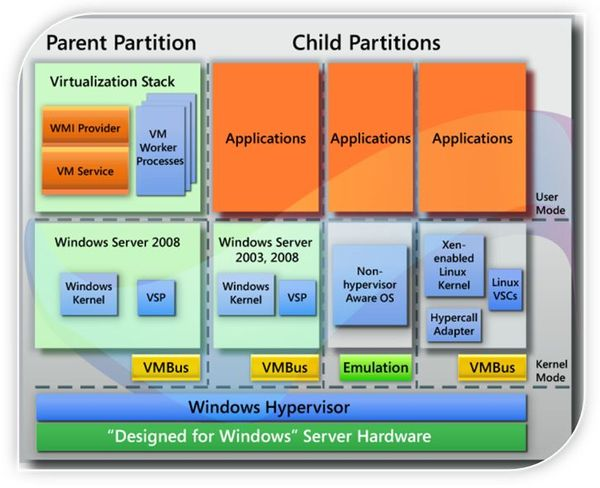 Parent Partition
Child Partitions
Virtualization Stack
WMI Provider
VM Service
VM
Worker
Processes
Applications
Applications
Applications
User
Mode
Windows Server 2008
Windows
Kernel
VSP
VMBus
Windows Server
2003, 2008
Windows
Kernel
VSP
VMBus
Non-
hypervisor
Aware OS
Emulation
Xen-
enabled
Linux
Kernel
Linux
VSCs
Hypercall
Adapter
VMBus
Kernel
Mode
Windows Hypervisor
“Designed for Windows” Server Hardware